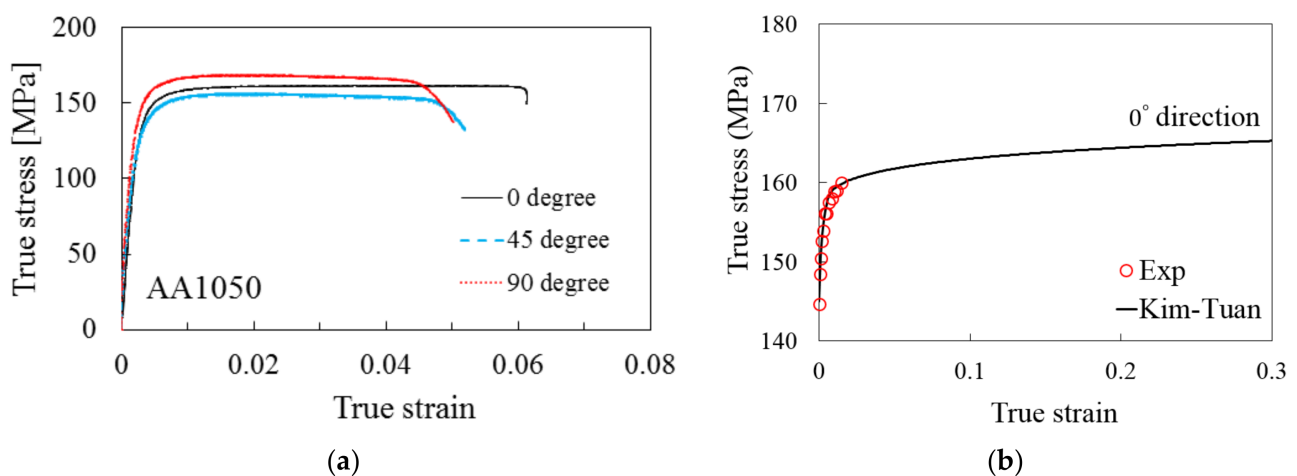 200
150
100
50
0
0
0.02
0.04
0.06
0.08
True stress [MPa]
True strain
AA1050
0 degree
45 degree
90 degree
(a)
180
170
160
150
140
0
0.1
0.2
0.3
True stress (MPa)
True strain
0° direction
Exp
Kim-Tuan
(b)